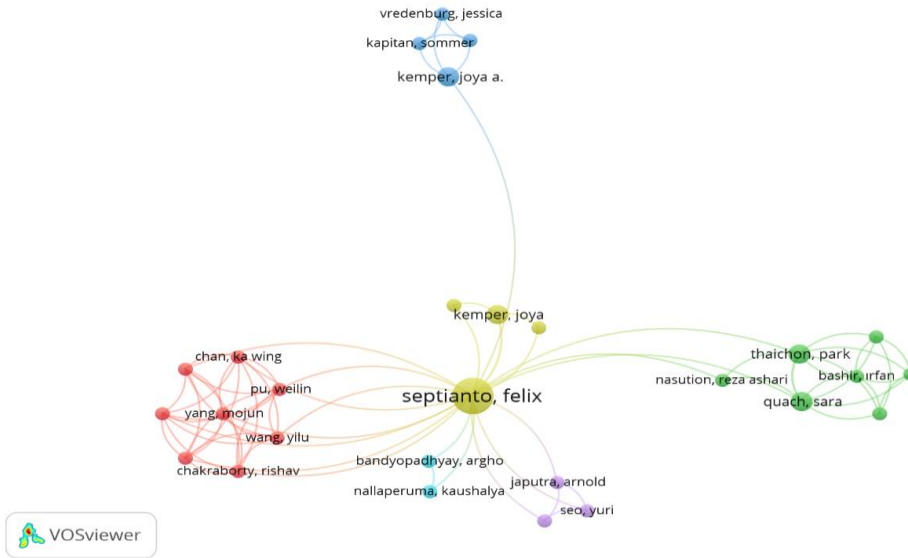 vredenburg, jessica
kapitan, sommer
kemper, joya a.
kemper, joya
chan, ka wing
thaichon, park
pu, weilin
nasution, reza ashari
bashir, irfan
septianto, felix
quach, sara
yang, mojun
wang, yilu
bandyopadhyay, argho
chakraborty, rishav
japutra, arnold
nallaperuma, kaushalya
seo, yuri
VOSviewer